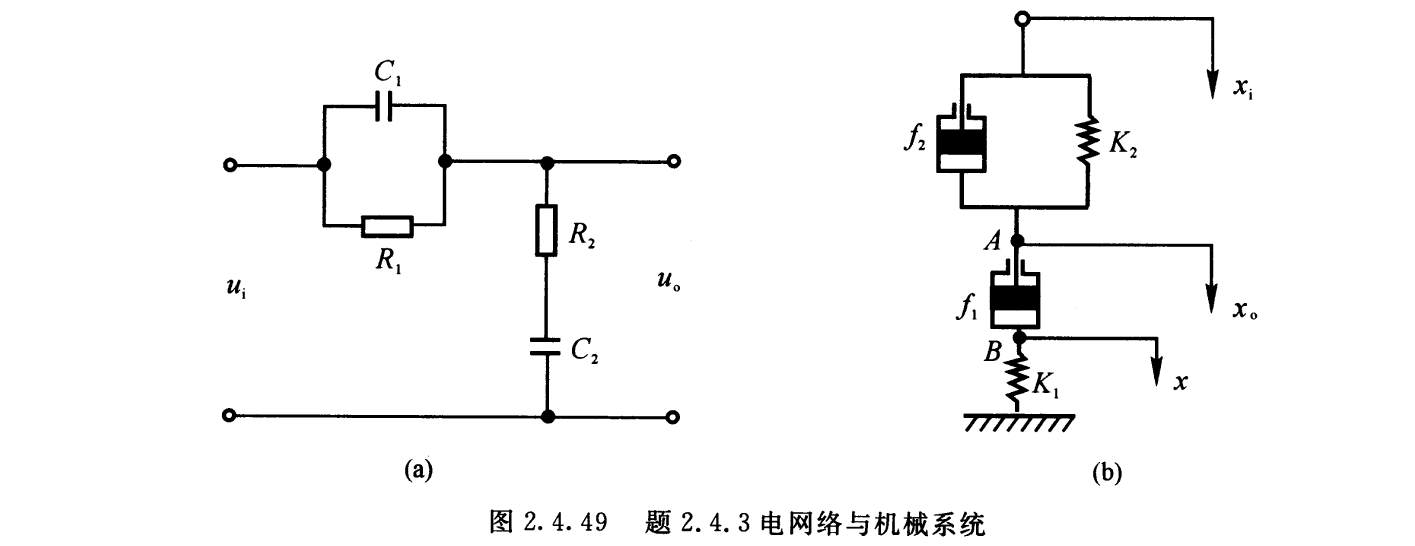 C₁
R₁
uᵢ
R₂
C₂
uₒ
(a)
xᵢ
f₂
K₂
A
xₒ
f₁
B
x
K₁
(b)
图 2.4.49 题 2.4.3 电网络与机械系统